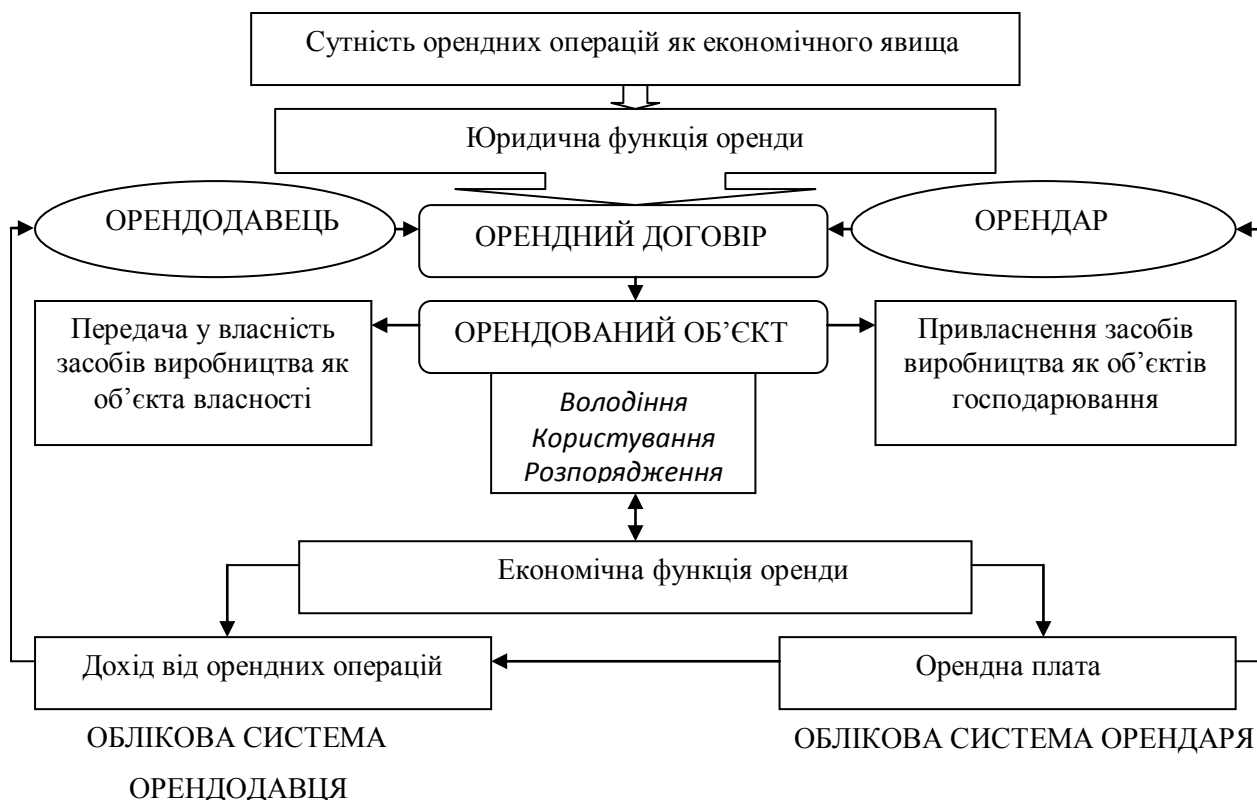 Сутність орендних операцій як економічного явища
Юридична функція оренди
ОРЕНДОДАВЕЦЬ
ОРЕНДНИЙ ДОГОВІР
ОРЕНДАР
Передача у власність
засобів виробництва як
об’єкта власності
ОРЕНДОВАНИЙ ОБ’ЄКТ
Володіння
Користування
Розпорядження
Привласнення засобів
виробництва як об’єктів
господарювання
Економічна функція оренди
Дохід від орендних операцій
Орендна плата
ОБЛІКОВА СИСТЕМА
ОРЕНДОДАВЦЯ
ОБЛІКОВА СИСТЕМА ОРЕНДАРЯ